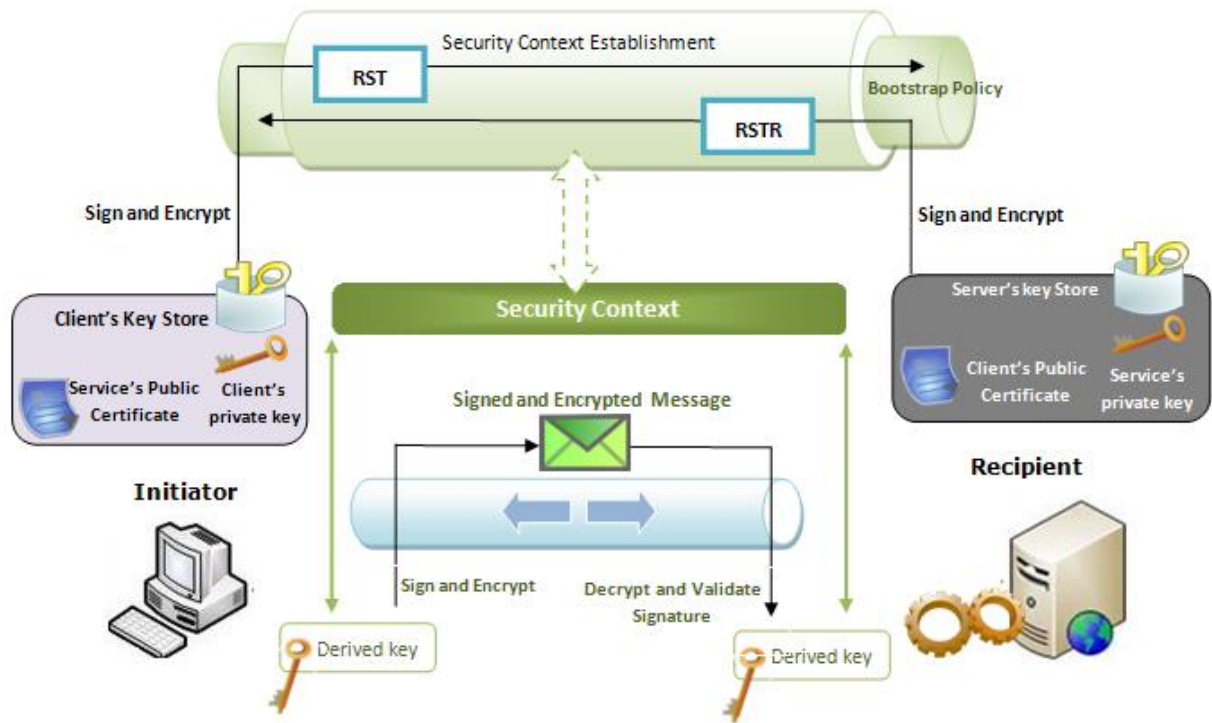 Security Context Establishment
RST
Bootstrap Policy
RSTR
Sign and Encrypt
Sign and Encrypt
Client's Key Store
Service's Public
Certificate
Client's
private key
Security Context
Server's key Store
Client's Public
Certificate
Service's
private key
Signed and Encrypted Message
Initiator
Recipient
Sign and Encrypt
Decrypt and Validate
Signature
Derived key
Derived key